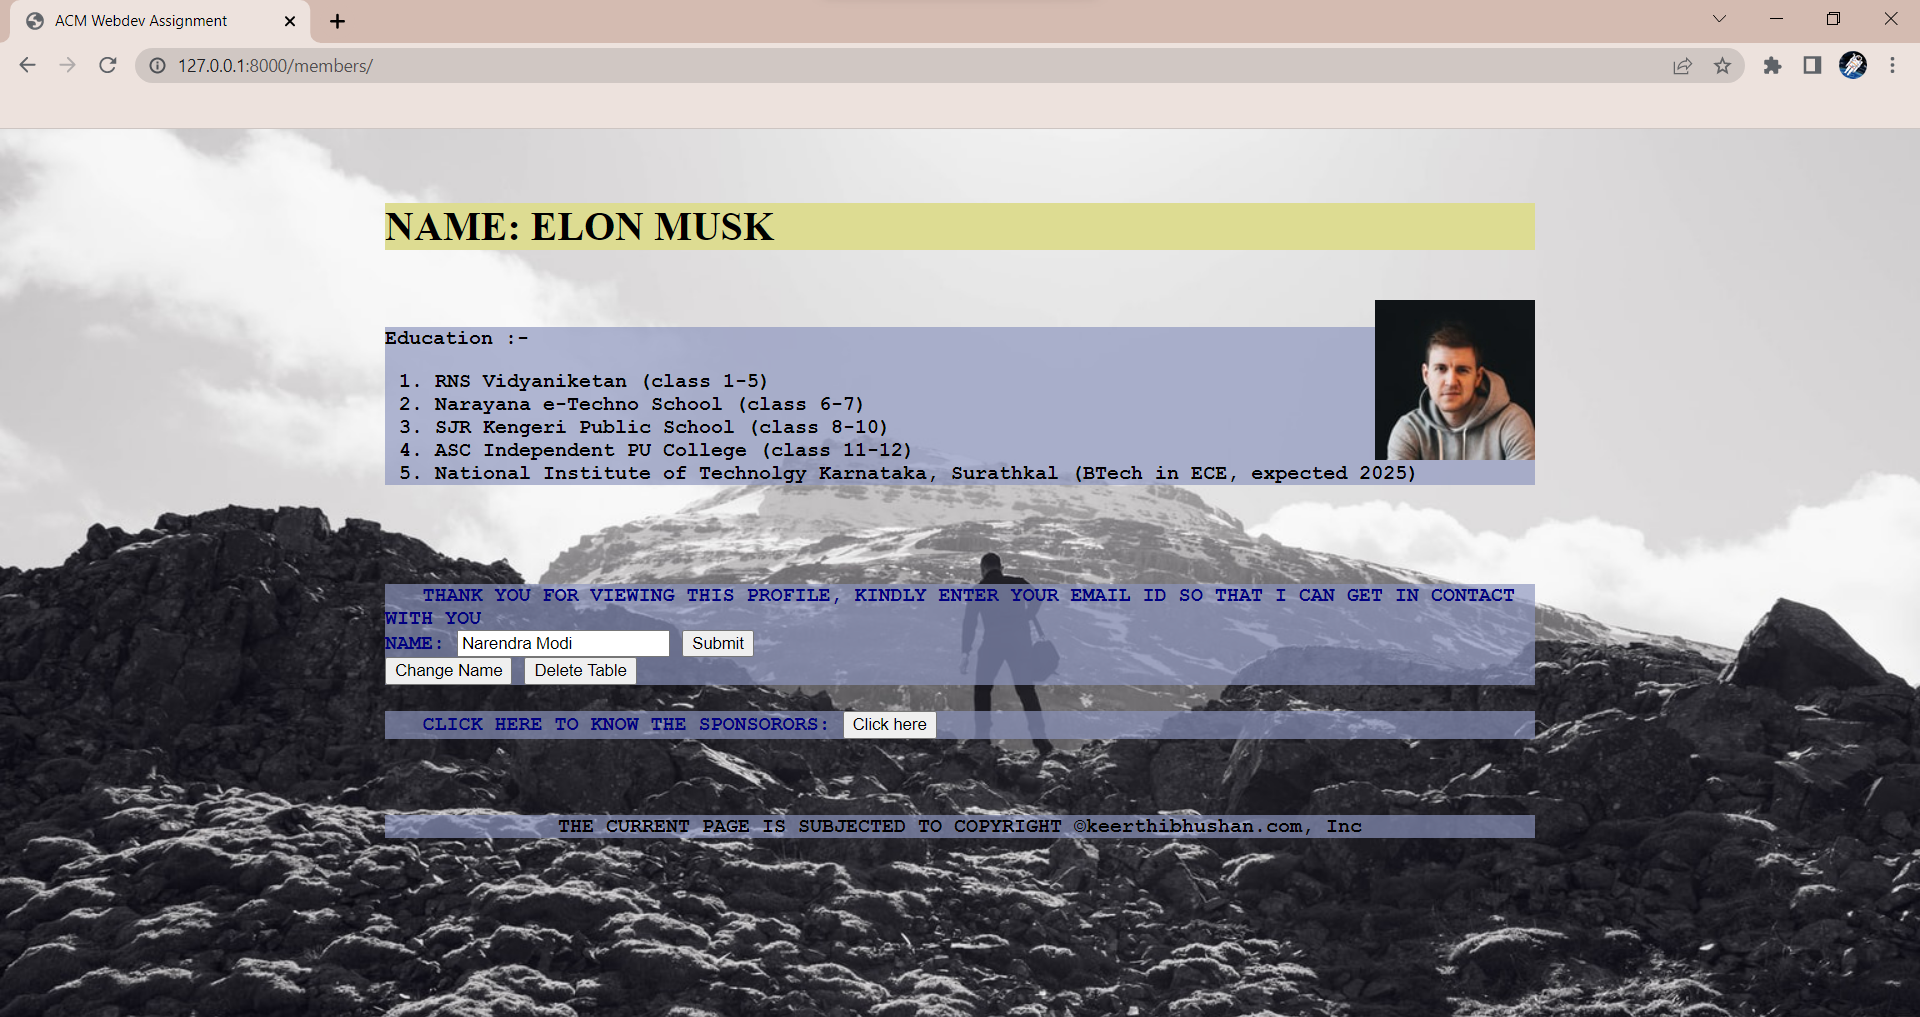 ACM Webdev Assignment
127.0.0.1:8000/members/
NAME: ELON MUSK
Education :-
1. RNS Vidyaniketan (class 1-5)
2. Narayana e-Techno School (class 6-7)
3. SJR Kengeri Public School (class 8-10)
4. ASC Independent PU College (class 11-12)
5. National Institute of Technolgy Karnataka, Surathkal (BTech in ECE, expected 2025)
THANK YOU FOR VIEWING THIS PROFILE, KINDLY ENTER YOUR EMAIL ID SO THAT I CAN GET IN CONTACT
WITH YOU
NAME: Narendra Modi Submit
Change Name Delete Table
CLICK HERE TO KNOW THE SPONSORORS: Click here
THE CURRENT PAGE IS SUBJECTED TO COPYRIGHT ©keerthibhushan.com, Inc